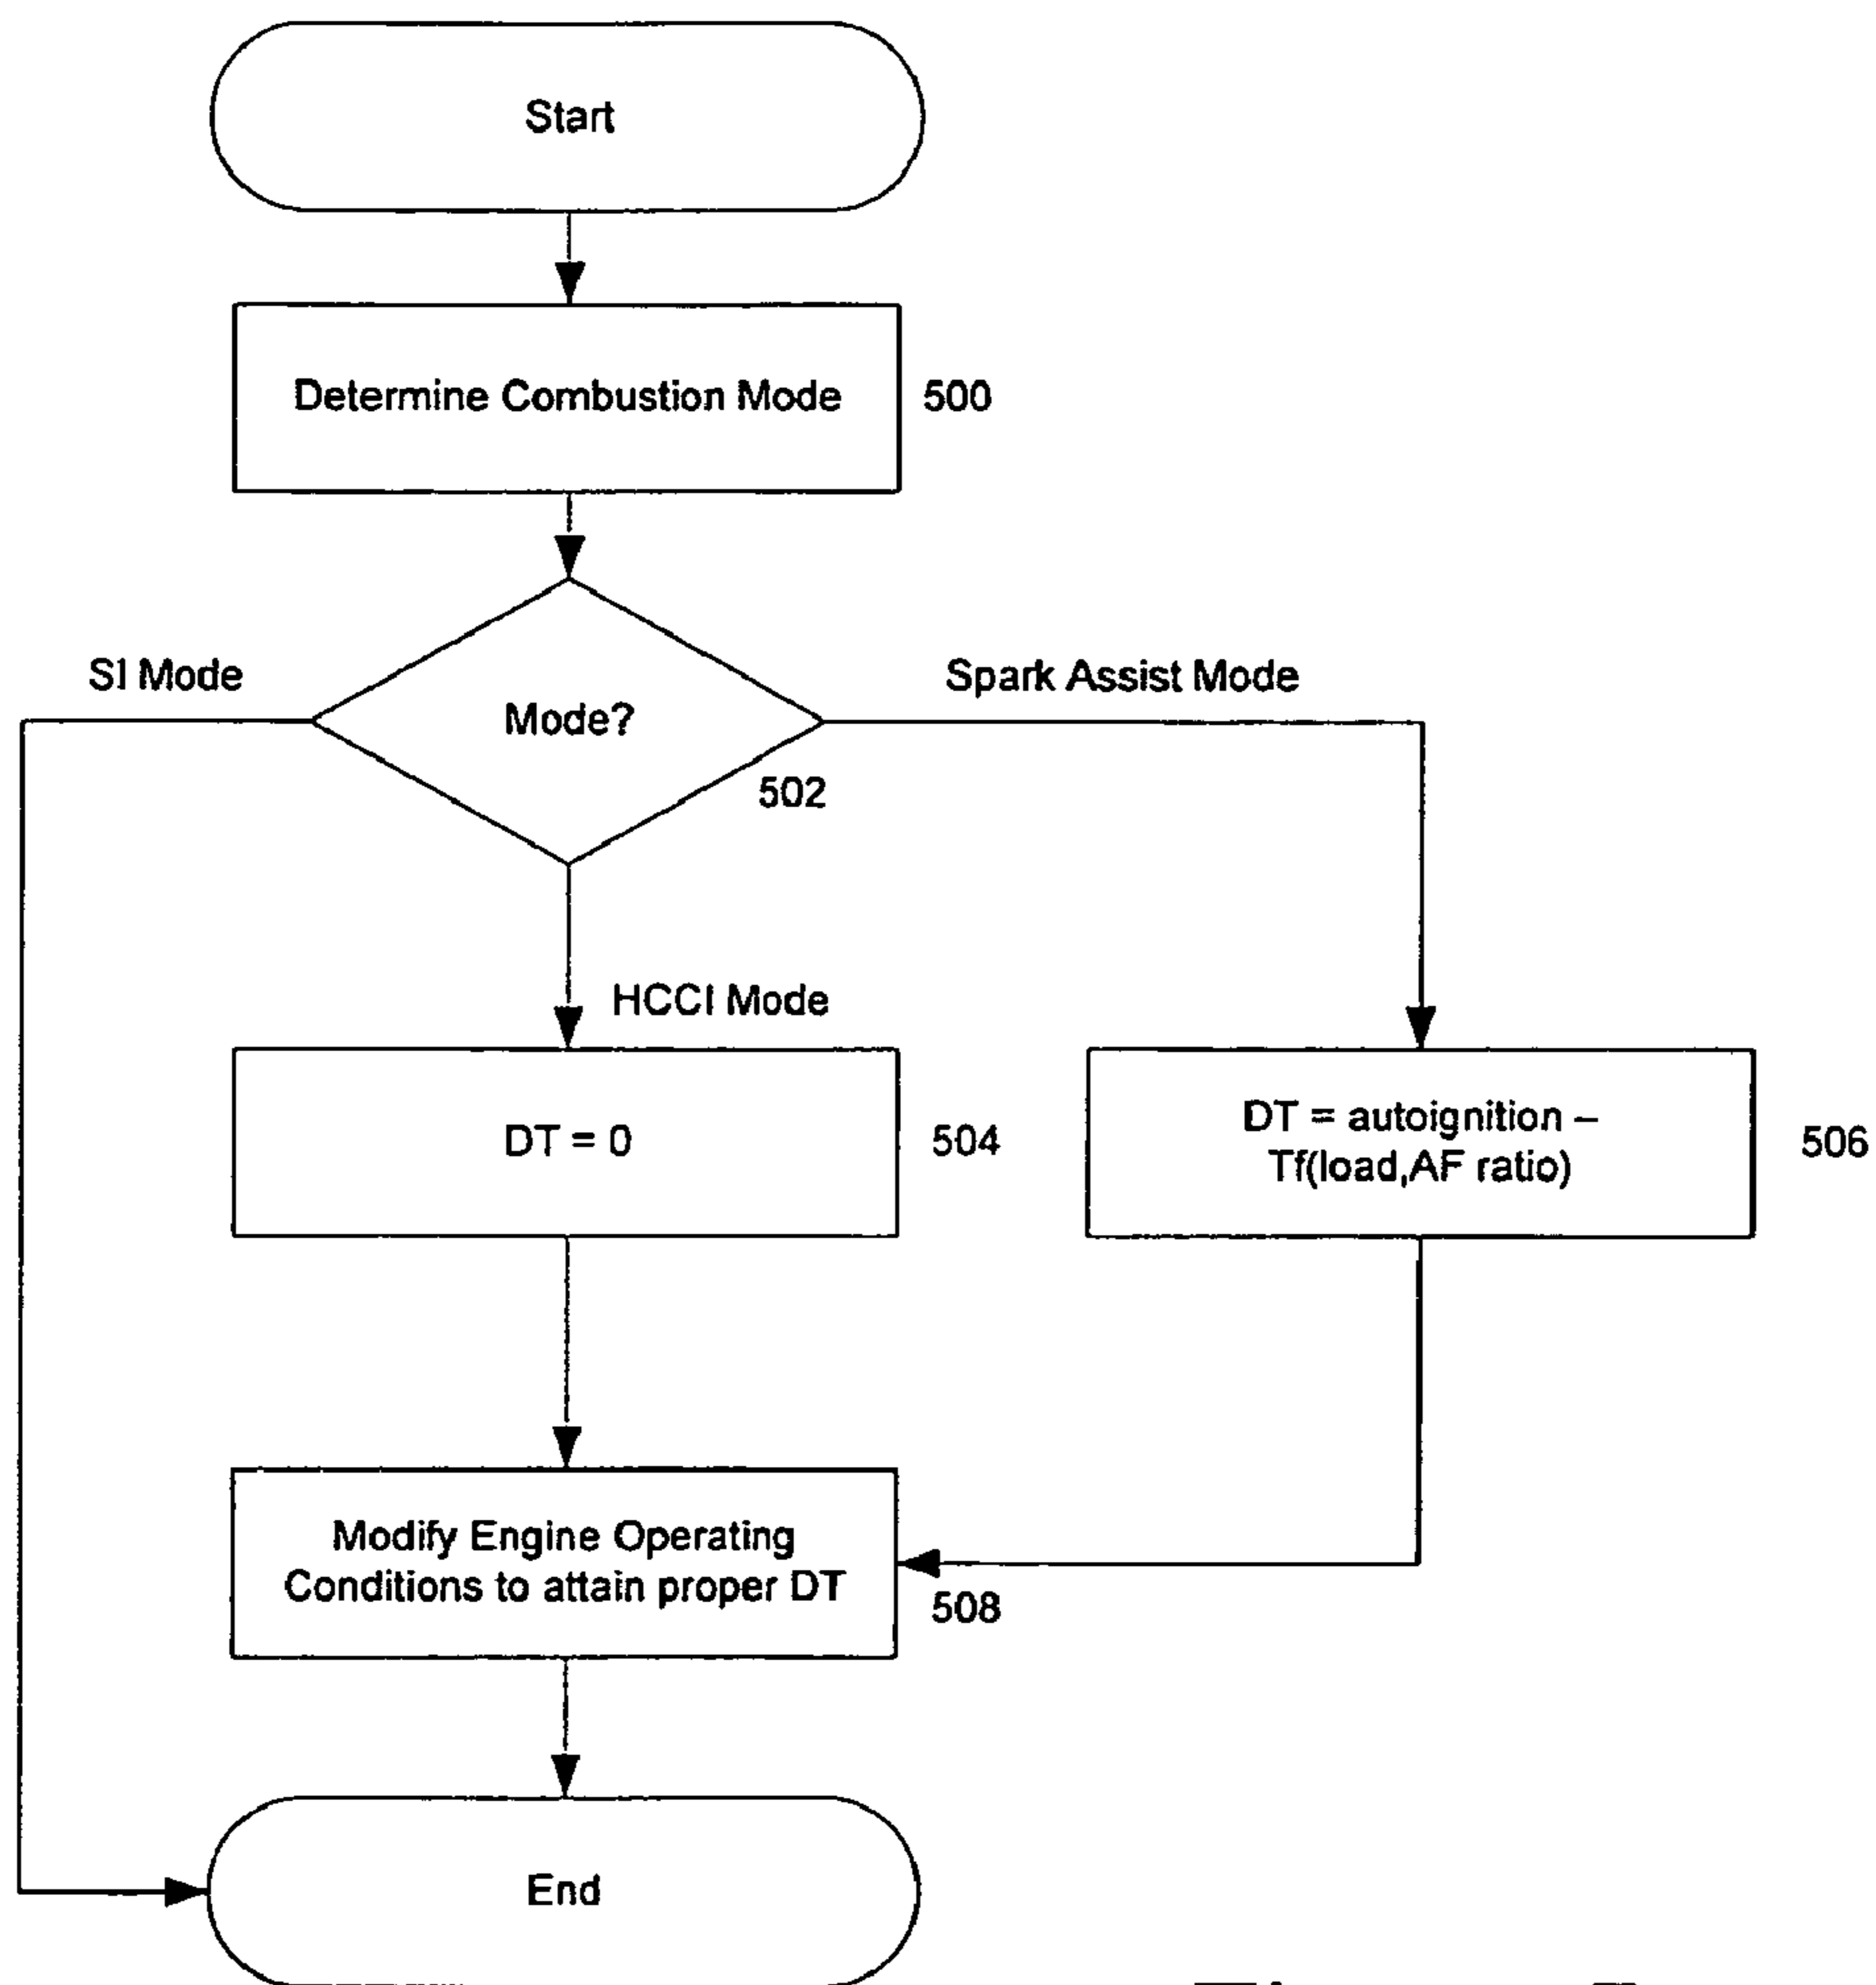 Start
Determine Combustion Mode
500
SI Mode
Mode?
Spark Assist Mode
502
HCCI Mode
DT = 0
504
DT = autoignition –
Tf(load,AF ratio)
506
Modify Engine Operating
Conditions to attain proper DT
508
End